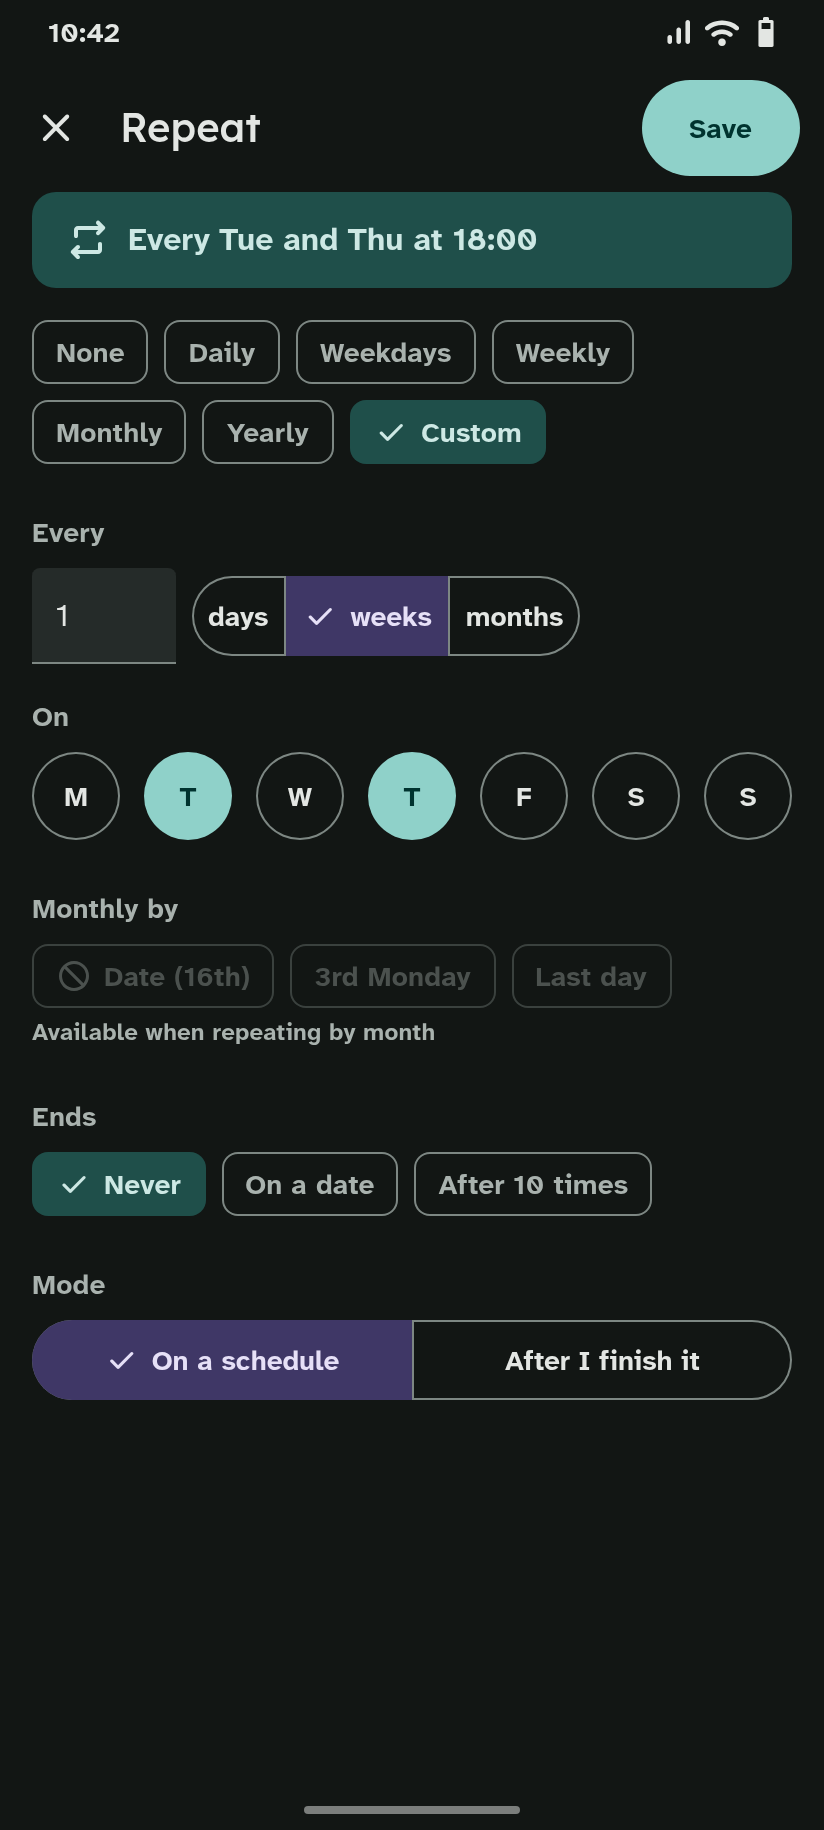 10:42
Repeat
Save
Every Tue and Thu at 18:00
None Daily Weekdays Weekly
Monthly Yearly Custom
Every
1 days weeks months
On
M T W T F S S
Monthly by
Date (16th) 3rd Monday Last day
Available when repeating by month
Ends
Never On a date After 10 times
Mode
On a schedule After I finish it